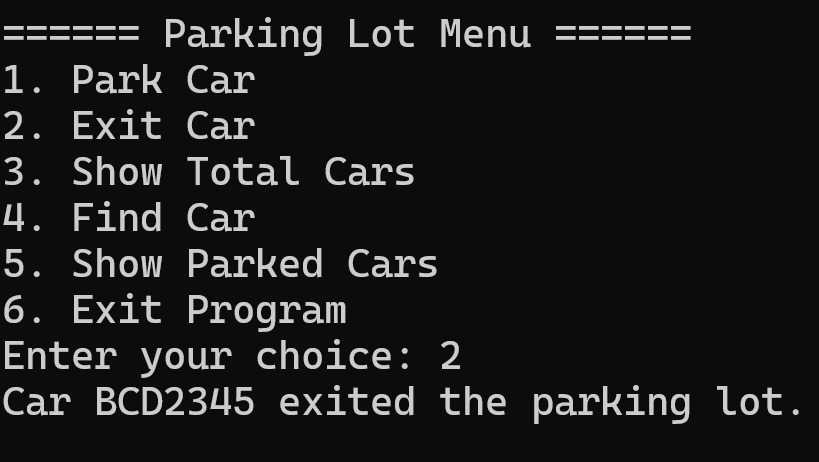 ====== Parking Lot Menu ======
1. Park Car
2. Exit Car
3. Show Total Cars
4. Find Car
5. Show Parked Cars
6. Exit Program
Enter your choice: 2
Car BCD2345 exited the parking lot.